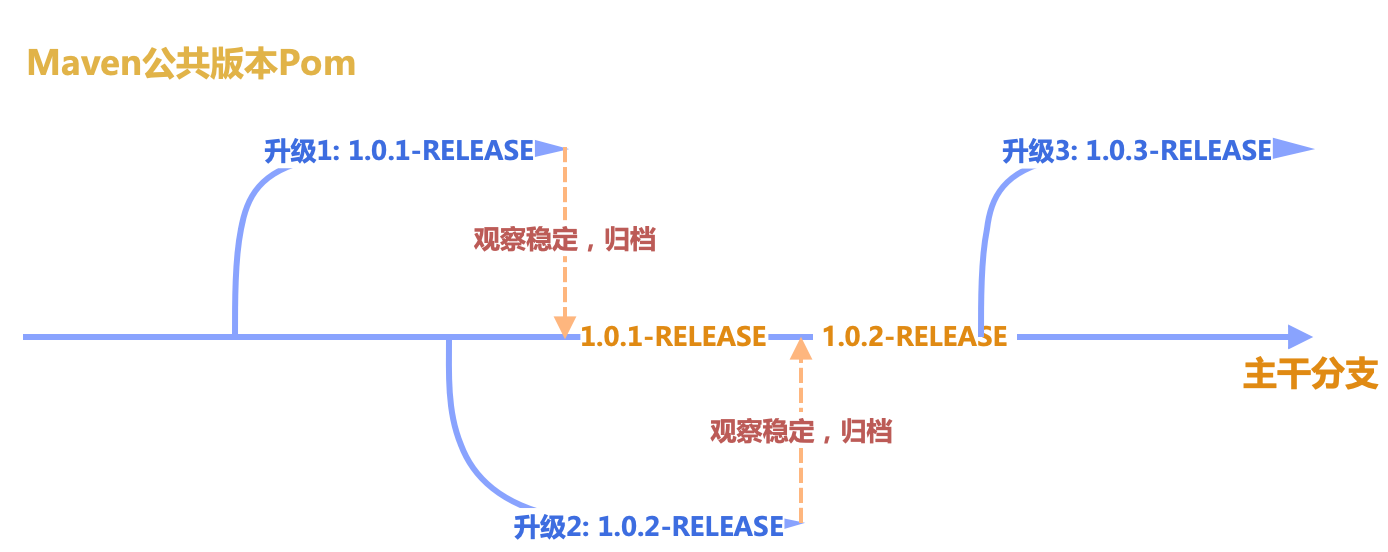 Maven公共版本Pom
升级1: 1.0.1-RELEASE
升级3: 1.0.3-RELEASE
观察稳定，归档
1.0.1-RELEASE
1.0.2-RELEASE
主干分支
观察稳定，归档
升级2: 1.0.2-RELEASE